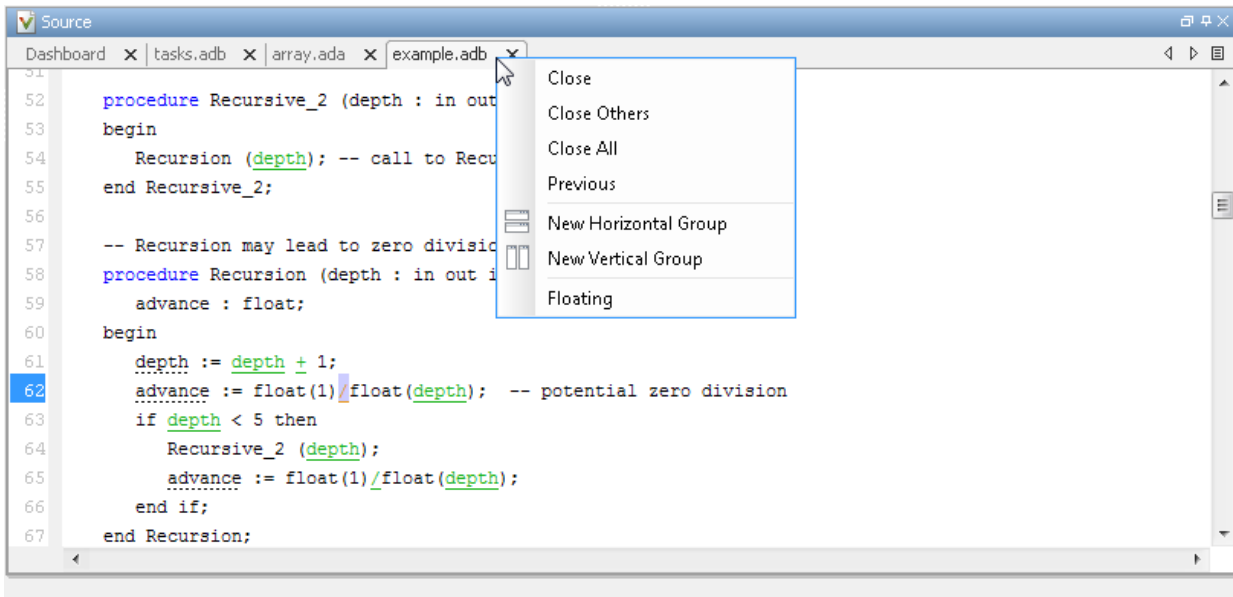 Source
Dashboard tasks.adb array.ada example.adb
51
52 procedure Recursive_2 (depth : in out
53 begin
54 Recursion (depth); -- call to Recu
55 end Recursive_2;
56
57 -- Recursion may lead to zero divisio
58 procedure Recursion (depth : in out i
59 advance : float;
60 begin
61 depth := depth + 1;
62 advance := float(1)/float(depth); -- potential zero division
63 if depth < 5 then
64 Recursive_2 (depth);
65 advance := float(1)/float(depth);
66 end if;
67 end Recursion;
Close
Close Others
Close All
Previous
New Horizontal Group
New Vertical Group
Floating